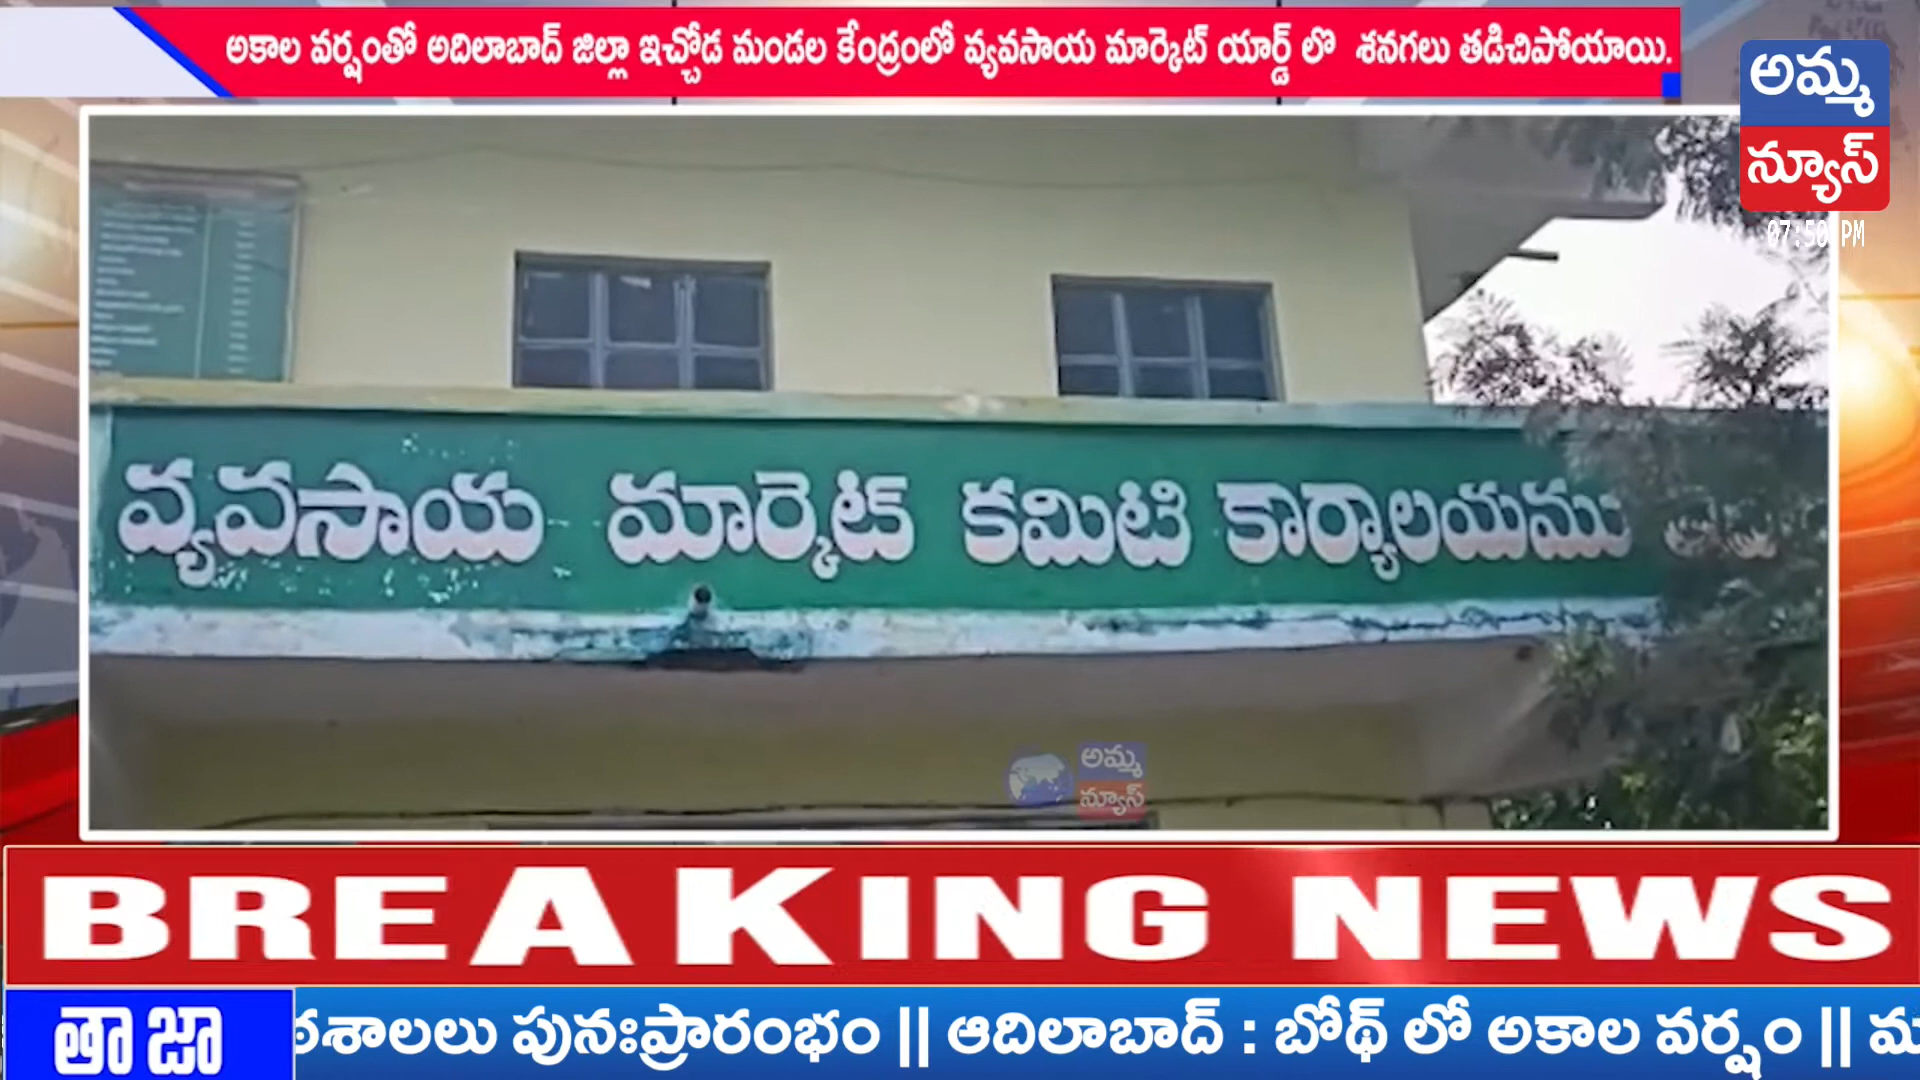 అకాల వర్షంతో అదిలాబాద్ జిల్లా ఇచ్చోడ మండల కేంద్రంలో వ్యవసాయ మార్కెట్ యార్డ్ లొ శనగలు తడిచిపోయాయి.
అమ్మ
న్యూస్
07:50 PM
వ్యవసాయ మార్కెట్ కమిటి కార్యాలయము
అమ్మ
న్యూస్
BREAKING NEWS
తాజా
ఠశాలలు పునఃప్రారంభం || ఆదిలాబాద్ : బోథ్ లో అకాల వర్షం ||